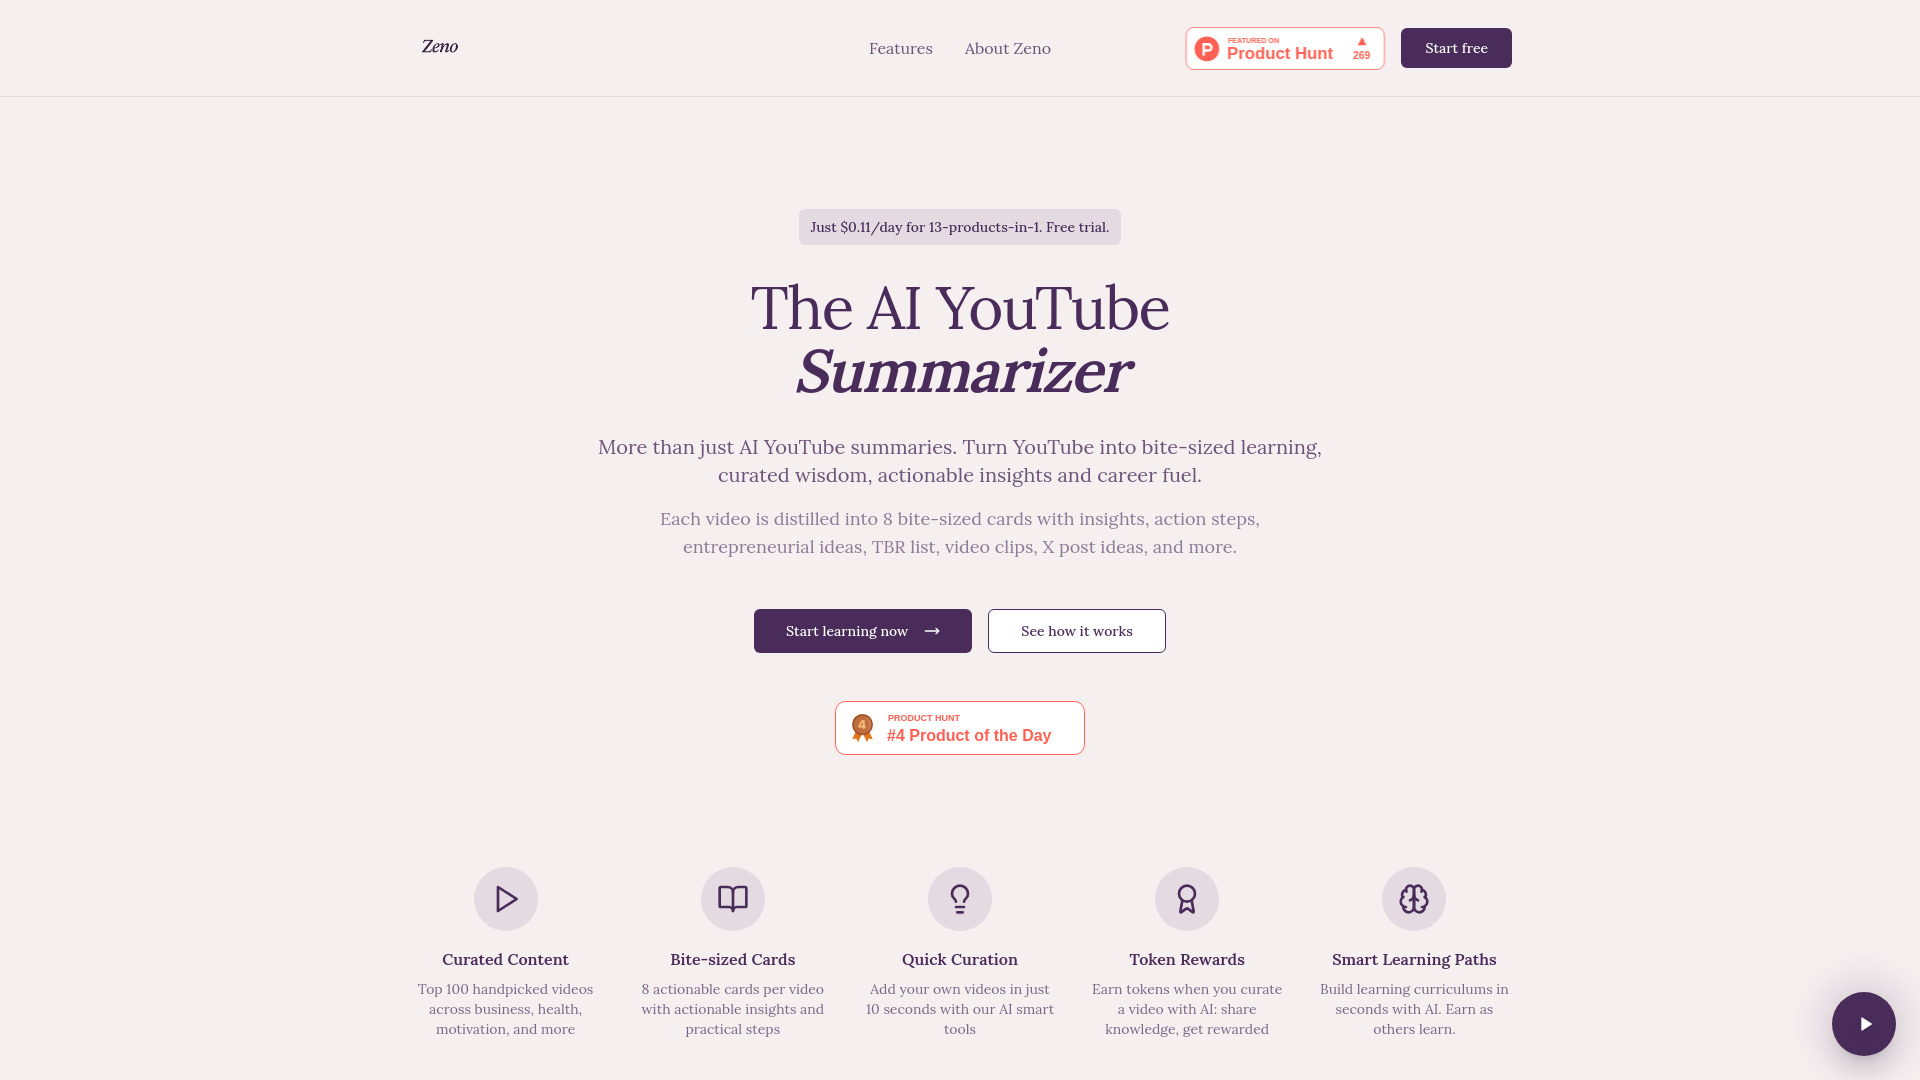 Zeno
Features
About Zeno
FEATURED ON
Product Hunt
269
Start free
Just $0.11/day for 13-products-in-1. Free trial.
The AI YouTube
Summarizer
More than just AI YouTube summaries. Turn YouTube into bite-sized learning,
curated wisdom, actionable insights and career fuel.
Each video is distilled into 8 bite-sized cards with insights, action steps,
entrepreneurial ideas, TBR list, video clips, X post ideas, and more.
Start learning now →
See how it works
4
PRODUCT HUNT
#4 Product of the Day
Curated Content
Top 100 handpicked videos
across business, health,
motivation, and more
Bite-sized Cards
8 actionable cards per video
with actionable insights and
practical steps
Quick Curation
Add your own videos in just
10 seconds with our AI smart
tools
Token Rewards
Earn tokens when you curate
a video with AI: share
knowledge, get rewarded
Smart Learning Paths
Build learning curriculums in
seconds with AI. Earn as
others learn.